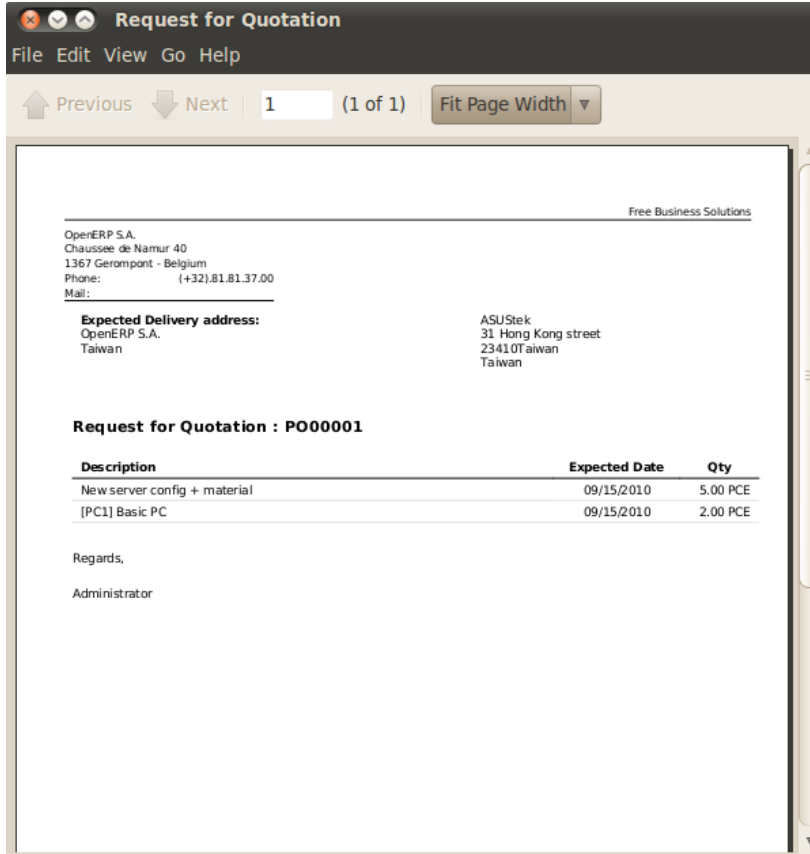 Request for Quotation
File Edit View Go Help
Previous Next 1 (1 of 1) Fit Page Width
Free Business Solutions
OpenERP S.A.
Chaussee de Namur 40
1367 Gerompont - Belgium
Phone: (+32).81.81.37.00
Mail:
Expected Delivery address:
OpenERP S.A.
Taiwan
ASUStek
31 Hong Kong street
23410Taiwan
Taiwan
Request for Quotation : PO00001
Description Expected Date Qty
New server config + material 09/15/2010 5.00 PCE
[PC1] Basic PC 09/15/2010 2.00 PCE
Regards,
Administrator